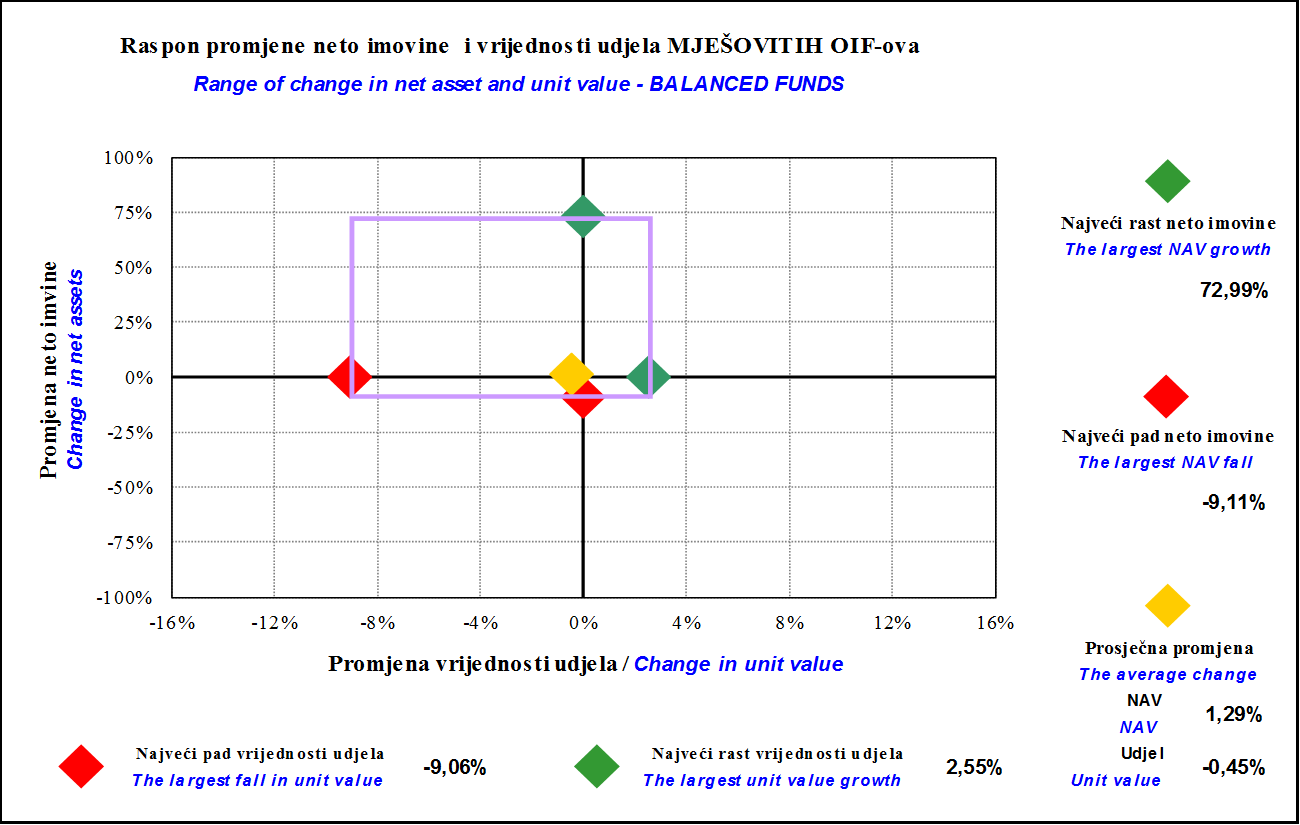 Raspon promjene neto imovine i vrijednosti udjela MJEŠOVITIH OIF-ova
Range of change in net asset and unit value - BALANCED FUNDS
Promjena neto imvine
Change in net assets
100%
75%
50%
25%
0%
-25%
-50%
-75%
-100%
-16%
-12%
-8%
-4%
0%
4%
8%
12%
16%
Promjena vrijednosti udjela / Change in unit value
Najveći rast neto imovine
The largest NAV growth
72,99%
Najveći pad neto imovine
The largest NAV fall
-9,11%
Prosječna promjena
The average change
NAV
NAV
1,29%
Udjel
Unit value
-0,45%
Najveći pad vrijednosti udjela
The largest fall in unit value
-9,06%
Najveći rast vrijednosti udjela
The largest unit value growth
2,55%